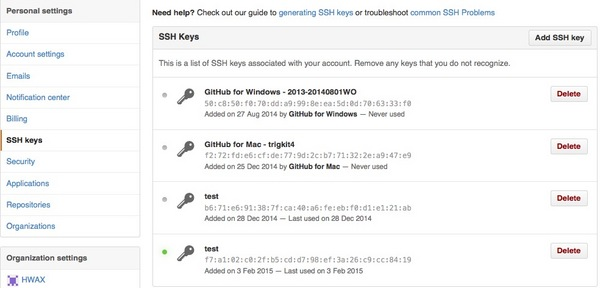 Personal settings
Profile
Account settings
Emails
Notification center
Billing
SSH keys
Security
Applications
Repositories
Organizations
Organization settings
HWAX
Need help? Check out our guide to generating SSH keys or troubleshoot common SSH Problems
SSH Keys
Add SSH key
This is a list of SSH keys associated with your account. Remove any keys that you do not recognize.
GitHub for Windows - 2013-20140801WO
50:c8:50:f0:70:dd:a9:99:8e:ea:5d:0d:70:63:33:f0
Added on 27 Aug 2014 by GitHub for Windows — Never used
Delete
GitHub for Mac - trigkit4
f2:72:fd:e6:cf:de:77:9d:2c:b7:71:32:2e:a9:47:e9
Added on 25 Dec 2014 by GitHub for Mac — Never used
Delete
test
b6:71:e6:91:38:7f:ca:40:a6:fe:eb:f0:d1:e1:21:ab
Added on 28 Dec 2014 — Last used on 28 Dec 2014
Delete
test
f7:a1:02:c0:2f:b5:cd:d7:98:ef:3a:26:c9:cc:84:19
Added on 3 Feb 2015 — Last used on 3 Feb 2015
Delete